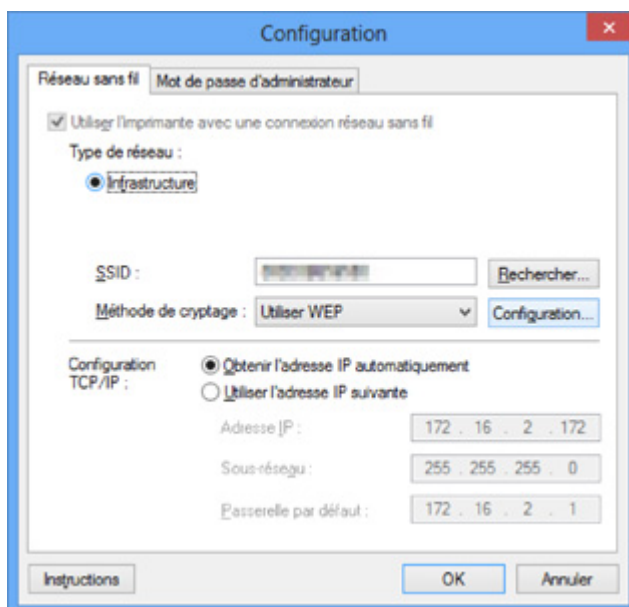 Configuration
Réseau sans fil Mot de passe d'administrateur
Utiliser l'imprimante avec une connexion réseau sans fil
Type de réseau :
Infrastructure
SSID : Rechercher...
Méthode de cryptage : Utiliser WEP Configuration...
Configuration TCP/IP : Obtenir l'adresse IP automatiquement
Utiliser l'adresse IP suivante
Adresse IP : 172 . 16 . 2 . 172
Sous-réseau : 255 . 255 . 255 . 0
Passerelle par défaut : 172 . 16 . 2 . 1
Instructions OK Annuler